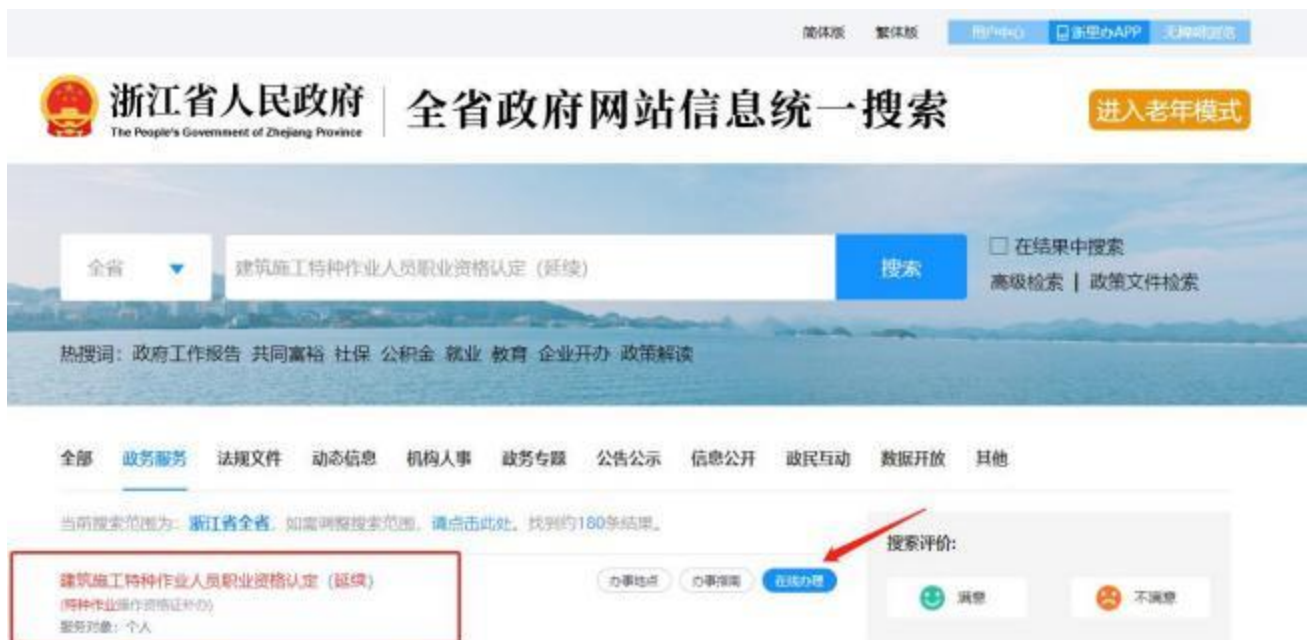 简体版 繁体版 用户中心 浙里办APP 无障碍浏览
浙江省人民政府
The People's Government of Zhejiang Province
全省政府网站信息统一搜索
进入老年模式
全省
建筑施工特种作业人员职业资格认定（延续）
搜索
在结果中搜索
高级检索 | 政策文件检索
热搜词：政府工作报告 共同富裕 社保 公积金 就业 教育 企业开办 政策解读
全部 政务服务 法规文件 动态信息 机构人事 政务专题 公告公示 信息公开 政民互动 数据开放 其他
当前搜索范围为：浙江省全省，如需调整搜索范围，请点击此处。找到约180条结果。
建筑施工特种作业人员职业资格认定（延续）
办事地点 办事指南 在线办理
(特种作业操作资格证补办)
服务对象：个人
搜索评价：
满意 不满意